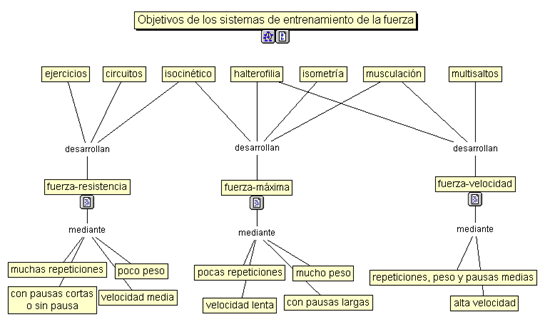 Objetivos de los sistemas de entrenamiento de la fuerza
ejercicios
circuitos
isocinético
halterofilia
isometría
musculación
multisaltos
desarrollan
desarrollan
desarrollan
fuerza-resistencia
fuerza-máxima
fuerza-velocidad
mediante
mediante
mediante
muchas repeticiones
poco peso
con pausas cortas
o sin pausa
velocidad media
pocas repeticiones
mucho peso
velocidad lenta
con pausas largas
repeticiones, peso y pausas medias
alta velocidad